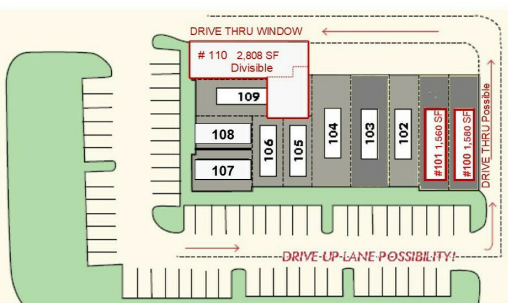 DRIVE THRU WINDOW
# 110 2,808 SF
Divisible
109
108
107
106
105
104
103
102
#101 1,560 SF
#100 1,580 SF
DRIVE THRU Possible
DRIVE-UP-LANE POSSIBILITY!